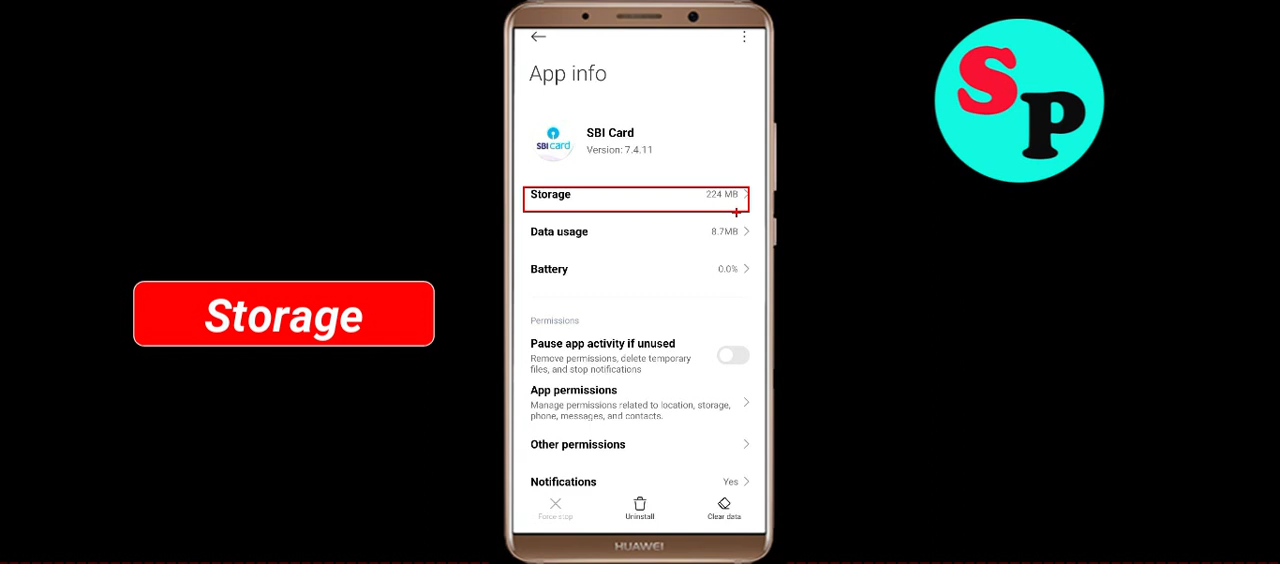 App info
SBI card
SBI Card
Version: 7.4.11
Storage 224 MB
Data usage 8.7MB
Battery 0.0%
Permissions
Pause app activity if unused
Remove permissions, delete temporary
files, and stop notifications
App permissions
Manage permissions related to location, storage,
phone, messages, and contacts.
Other permissions
Notifications Yes
Force stop Uninstall Clear data
HUAWEI
Storage
SP